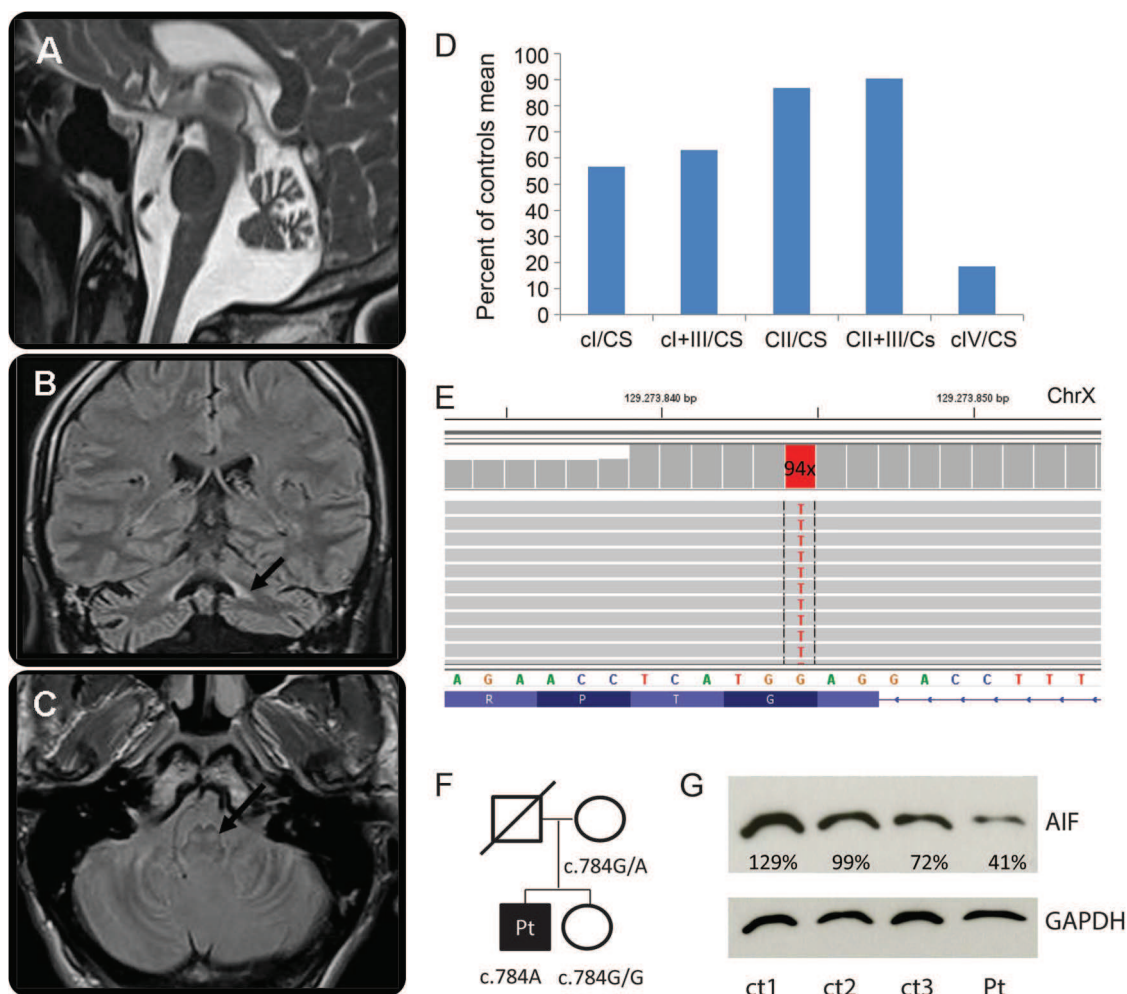 A
B
C
D
Percent of controls mean
100
90
80
70
60
50
40
30
20
10
0
cI/CS cI+III/CS CII/CS CII+III/Cs cIV/CS
E
129.273.840 bp 129.273.850 bp ChrX
94x
T
T
T
T
T
T
T
T
T
T
A G A A C C T C A T G G A G G A C C T T T
R P T G
F
c.784G/A
Pt
c.784A c.784G/G
G
AIF
129% 99% 72% 41%
GAPDH
ct1 ct2 ct3 Pt